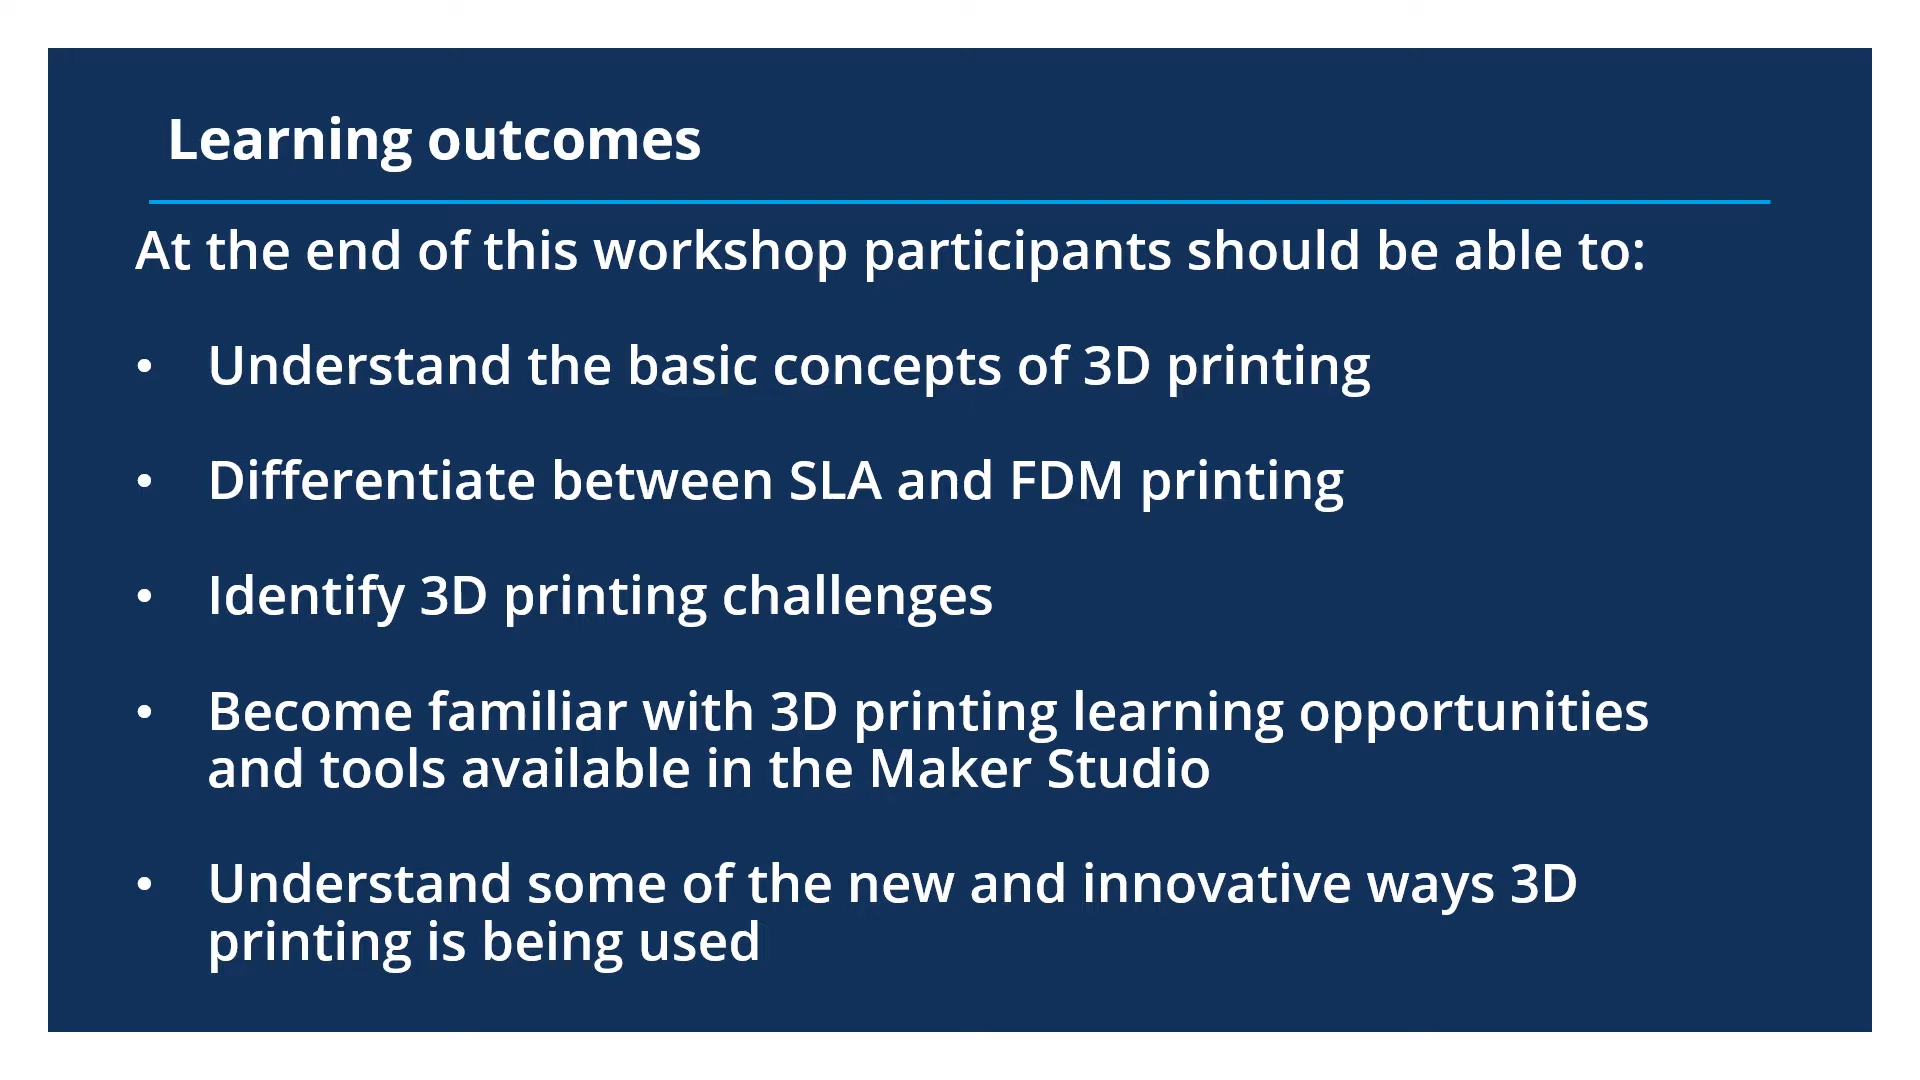 Learning outcomes
At the end of this workshop participants should be able to:
• Understand the basic concepts of 3D printing
• Differentiate between SLA and FDM printing
• Identify 3D printing challenges
• Become familiar with 3D printing learning opportunities
and tools available in the Maker Studio
• Understand some of the new and innovative ways 3D
printing is being used